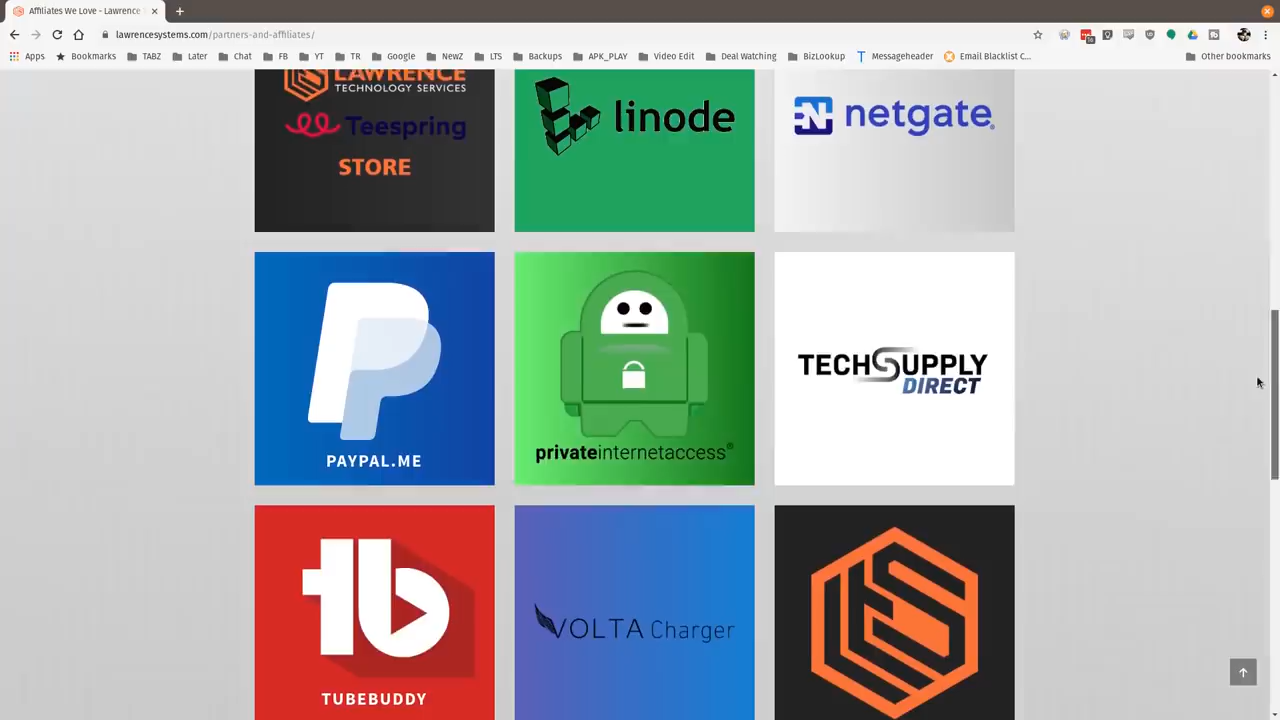 Affiliates We Love - Lawrence
lawrencesystems.com/partners-and-affiliates/
Apps
Bookmarks
TABZ
Later
Chat
FB
YT
TR
Google
NewZ
LTS
Backups
APK_PLAY
Video Edit
Deal Watching
BizLookup
Messageheader
Email Blacklist C...
Other bookmarks
LAWRENCE
TECHNOLOGY SERVICES
Teespring
STORE
linode
netgate®
PAYPAL.ME
privateinternetaccess®
TECHSUPPLY
DIRECT
tb
TUBEBUDDY
VOLTA Charger